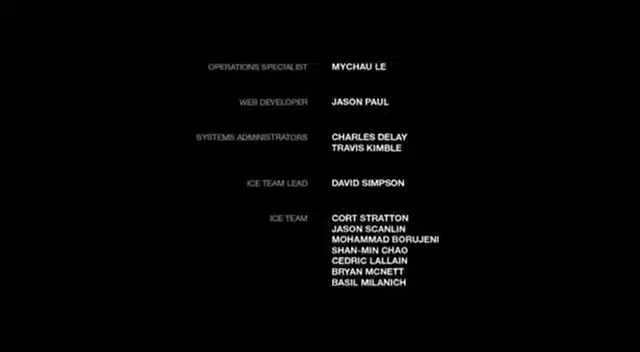 OPERATIONS SPECIALIST MYCHAU LE
WEB DEVELOPER JASON PAUL
SYSTEMS ADMINISTRATORS CHARLES DELAY
TRAVIS KIMBLE
ICE TEAM LEAD DAVID SIMPSON
ICE TEAM CORT STRATTON
JASON SCANLIN
MOHAMMAD BORUJENI
SHAN-MIN CHAO
CEDRIC LALLAIN
BRYAN MCNETT
BASIL MILANICH